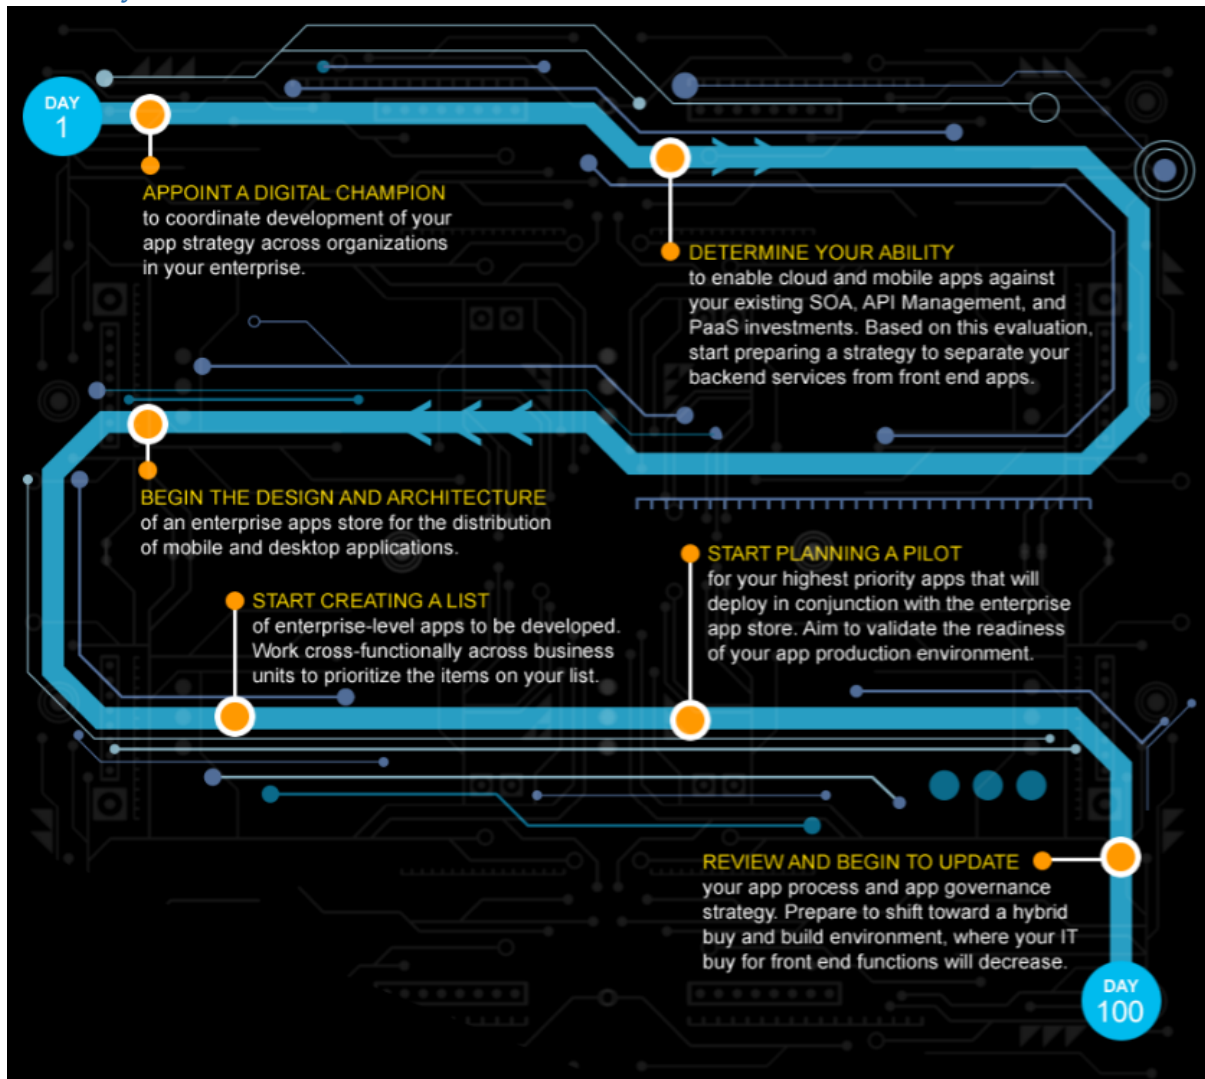 DAY
1
APPOINT A DIGITAL CHAMPION
to coordinate development of your
app strategy across organizations
in your enterprise.
DETERMINE YOUR ABILITY
to enable cloud and mobile apps against
your existing SOA, API Management, and
PaaS investments. Based on this evaluation,
start preparing a strategy to separate your
backend services from front end apps.
BEGIN THE DESIGN AND ARCHITECTURE
of an enterprise apps store for the distribution
of mobile and desktop applications.
START CREATING A LIST
of enterprise-level apps to be developed.
Work cross-functionally across business
units to prioritize the items on your list.
START PLANNING A PILOT
for your highest priority apps that will
deploy in conjunction with the enterprise
app store. Aim to validate the readiness
of your app production environment.
REVIEW AND BEGIN TO UPDATE
your app process and app governance
strategy. Prepare to shift toward a hybrid
buy and build environment, where your IT
buy for front end functions will decrease.
DAY
100